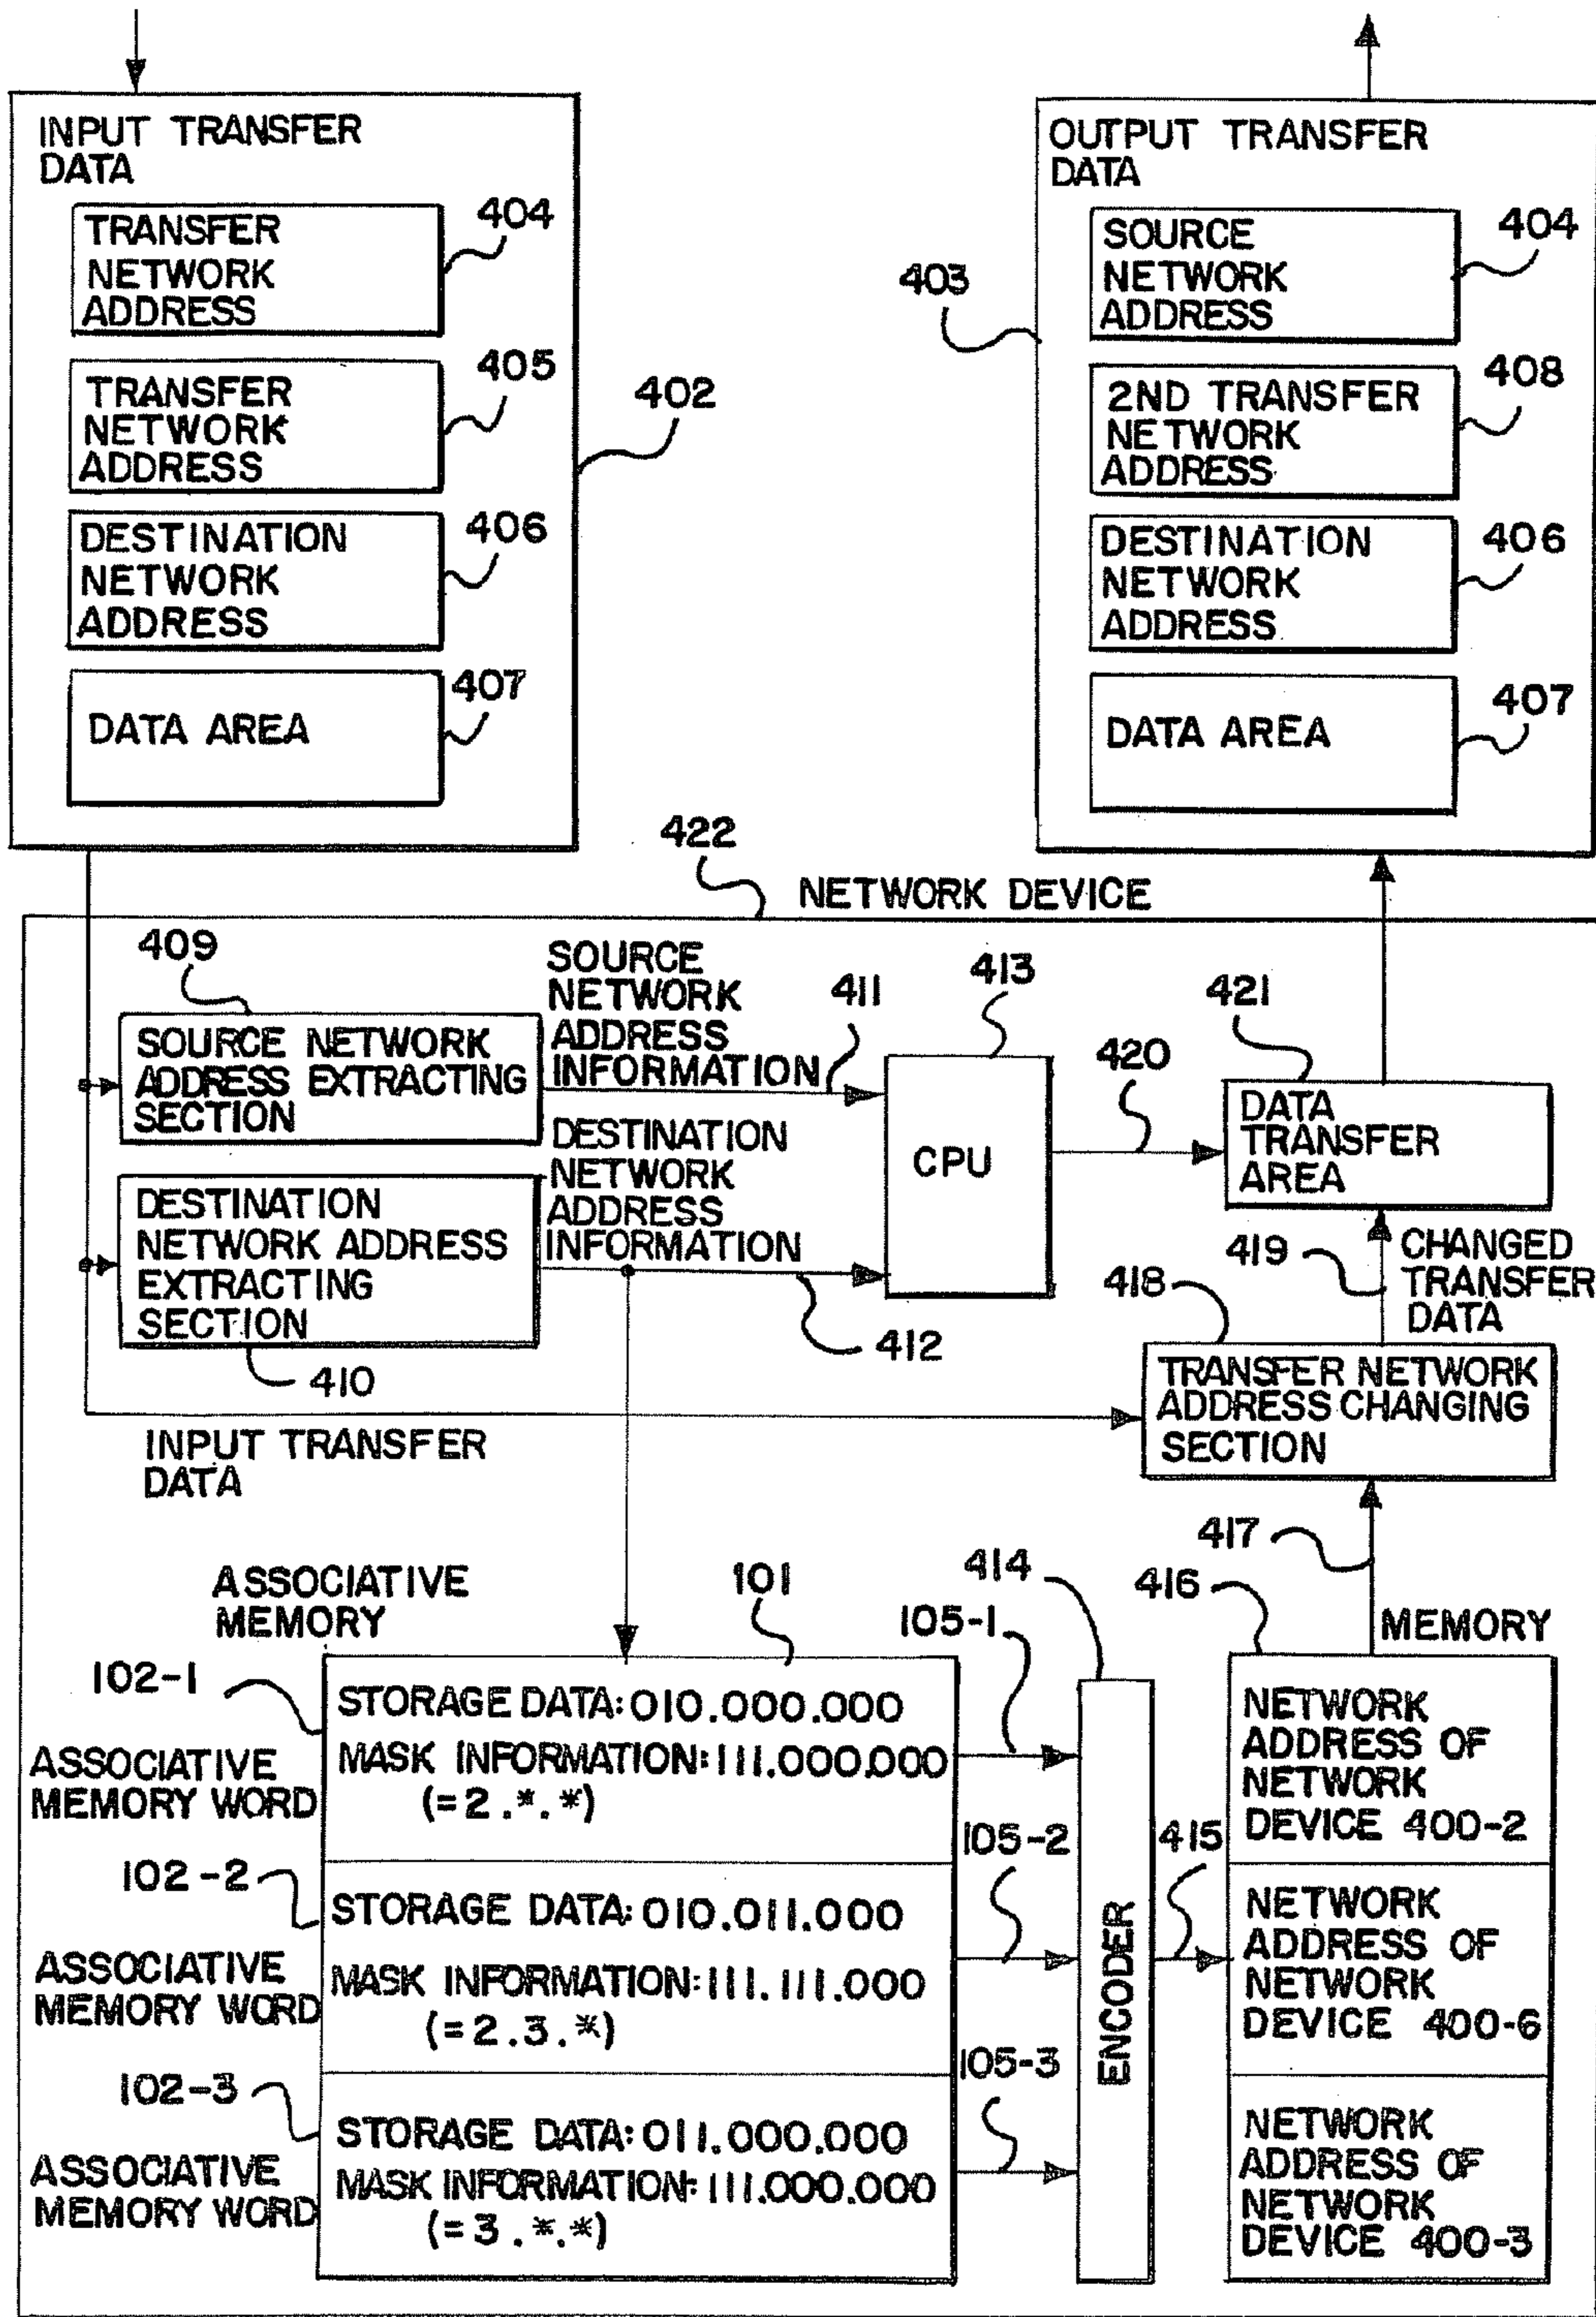 INPUT TRANSFER
DATA
TRANSFER
NETWORK
ADDRESS
404
TRANSFER
NETWORK
ADDRESS
405
402
DESTINATION
NETWORK
ADDRESS
406
DATA AREA
407
OUTPUT TRANSFER
DATA
SOURCE
NETWORK
ADDRESS
404
403
2ND TRANSFER
NETWORK
ADDRESS
408
DESTINATION
NETWORK
ADDRESS
406
DATA AREA
407
422
NETWORK DEVICE
409
SOURCE NETWORK
ADDRESS EXTRACTING
SECTION
SOURCE
NETWORK
ADDRESS
INFORMATION
411
413
CPU
420
421
DATA
TRANSFER
AREA
DESTINATION
NETWORK ADDRESS
EXTRACTING
SECTION
410
DESTINATION
NETWORK
ADDRESS
INFORMATION
412
419
CHANGED
TRANSFER
DATA
418
TRANSFER NETWORK
ADDRESS CHANGING
SECTION
INPUT TRANSFER
DATA
417
ASSOCIATIVE
MEMORY
101
414
416
MEMORY
102-1
ASSOCIATIVE
MEMORY WORD
STORAGE DATA: 010.000.000
MASK INFORMATION: 111.000.000
(=2.*.*)
105-1
102-2
ASSOCIATIVE
MEMORY WORD
STORAGE DATA: 010.011.000
MASK INFORMATION: 111.111.000
(=2.3.*)
105-2
102-3
ASSOCIATIVE
MEMORY WORD
STORAGE DATA: 011.000.000
MASK INFORMATION: 111.000.000
(=3.*.*)
105-3
ENCODER
415
NETWORK
ADDRESS OF
NETWORK
DEVICE 400-2
NETWORK
ADDRESS OF
NETWORK
DEVICE 400-6
NETWORK
ADDRESS OF
NETWORK
DEVICE 400-3